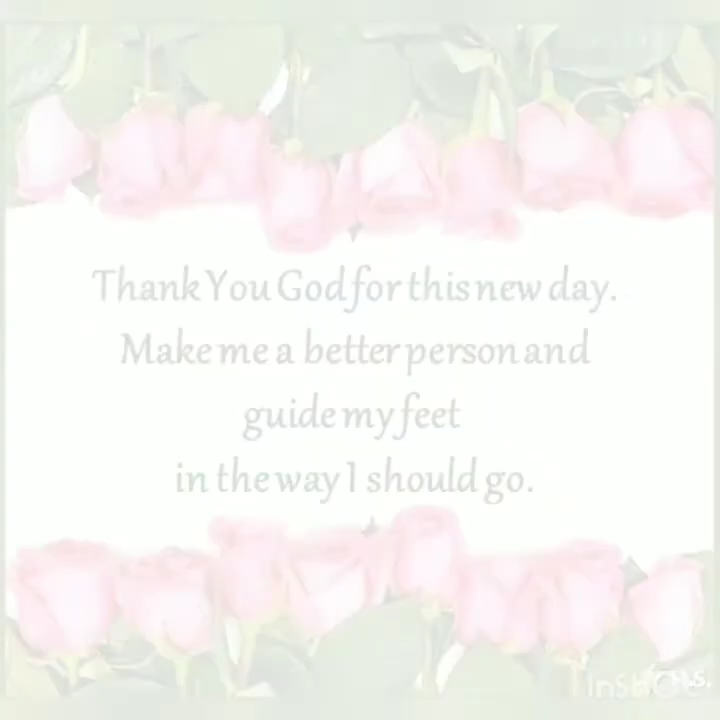 Thank You God for this new day.
Make me a better person and
guide my feet
in the way I should go.